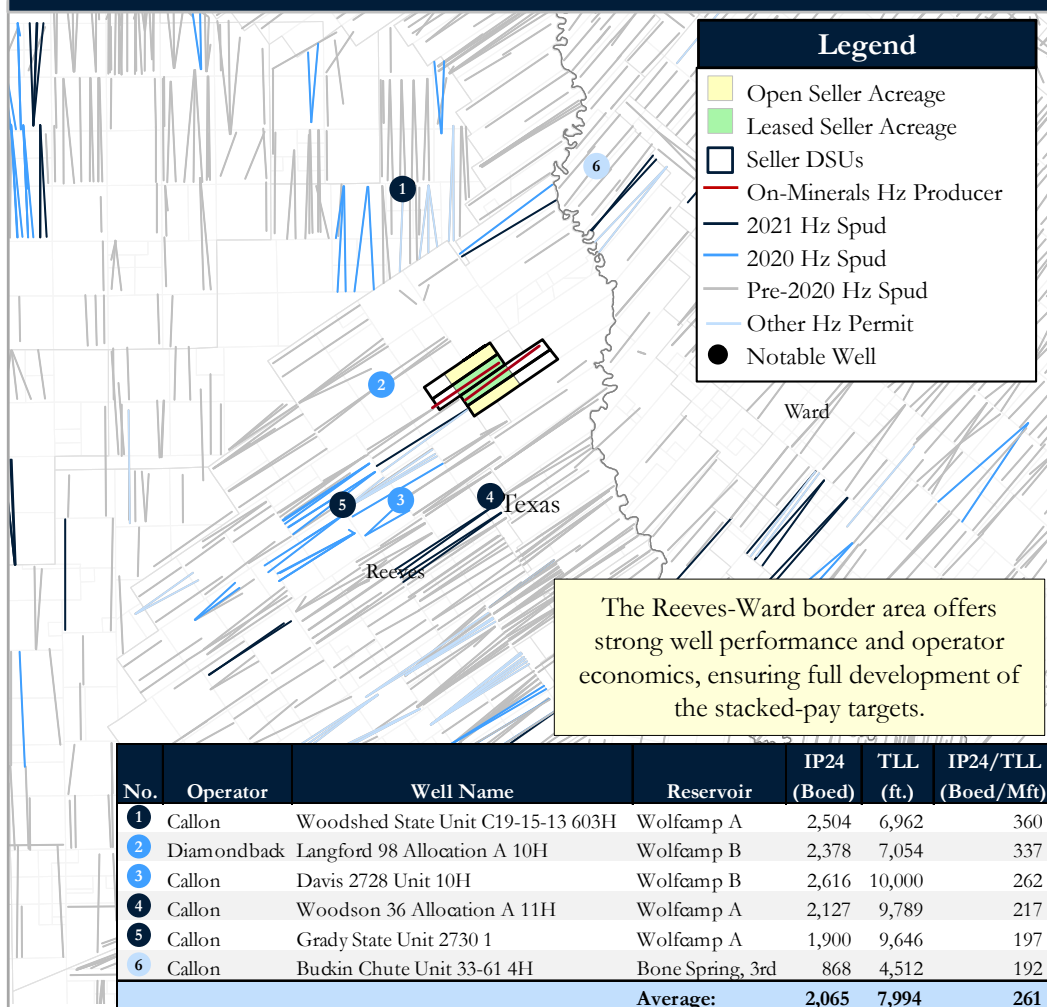 Legend
Open Seller Acreage
Leased Seller Acreage
Seller DSUs
On-Minerals Hz Producer
2021 Hz Spud
2020 Hz Spud
Pre-2020 Hz Spud
Other Hz Permit
Notable Well
6
1
2
Ward
5
3
4
Texas
Reeves
The Reeves-Ward border area offers
strong well performance and operator
economics, ensuring full development of
the stacked-pay targets.
IP24 TLL IP24/TLL
No. Operator Well Name Reservoir (Boed) (ft.) (Boed/Mft)
1 Callon Woodshed State Unit C19-15-13 603H Wolfcamp A 2,504 6,962 360
2 Diamondback Langford 98 Allocation A 10H Wolfcamp B 2,378 7,054 337
3 Callon Davis 2728 Unit 10H Wolfcamp B 2,616 10,000 262
4 Callon Woodson 36 Allocation A 11H Wolfcamp A 2,127 9,789 217
5 Callon Grady State Unit 2730 1 Wolfcamp A 1,900 9,646 197
6 Callon Buckin Chute Unit 33-61 4H Bone Spring, 3rd 868 4,512 192
Average: 2,065 7,994 261